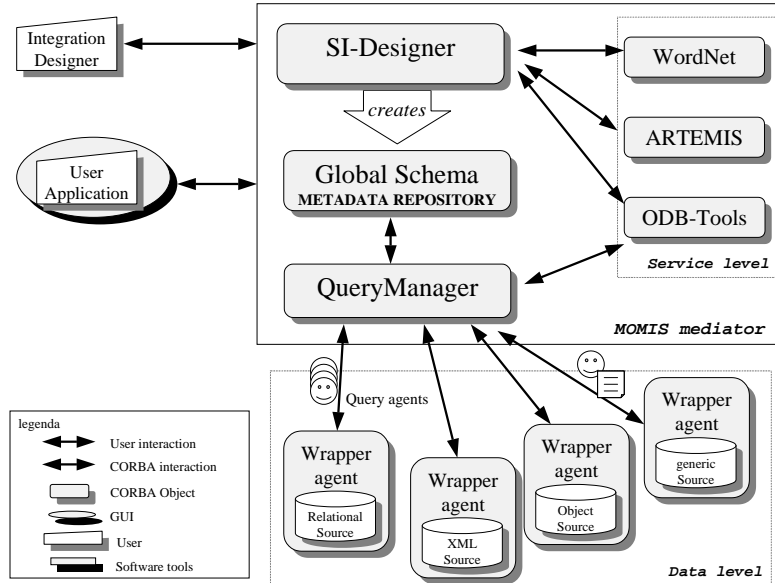 Integration
Designer
SI-Designer
WordNet
creates
ARTEMIS
User
Application
Global Schema
METADATA REPOSITORY
ODB-Tools
Service level
QueryManager
MOMIS mediator
Query agents
Wrapper
agent
Relational
Source
Wrapper
agent
XML
Source
Wrapper
agent
Object
Source
Wrapper
agent
generic
Source
Data level
legenda
User interaction
CORBA interaction
CORBA Object
GUI
User
Software tools